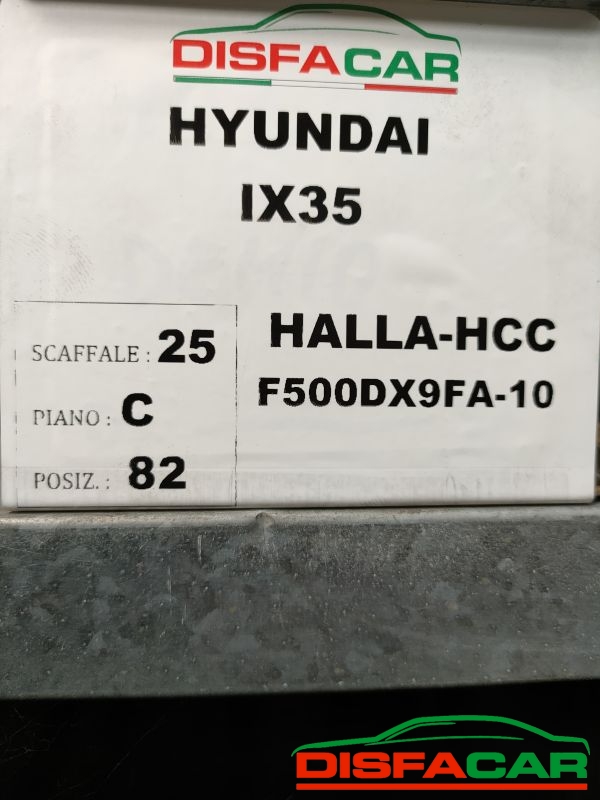 DISFACAR
HYUNDAI
IX35
SCAFFALE : 25
PIANO : C
POSIZ. : 82
HALLA-HCC
F500DX9FA-10
DISFACAR